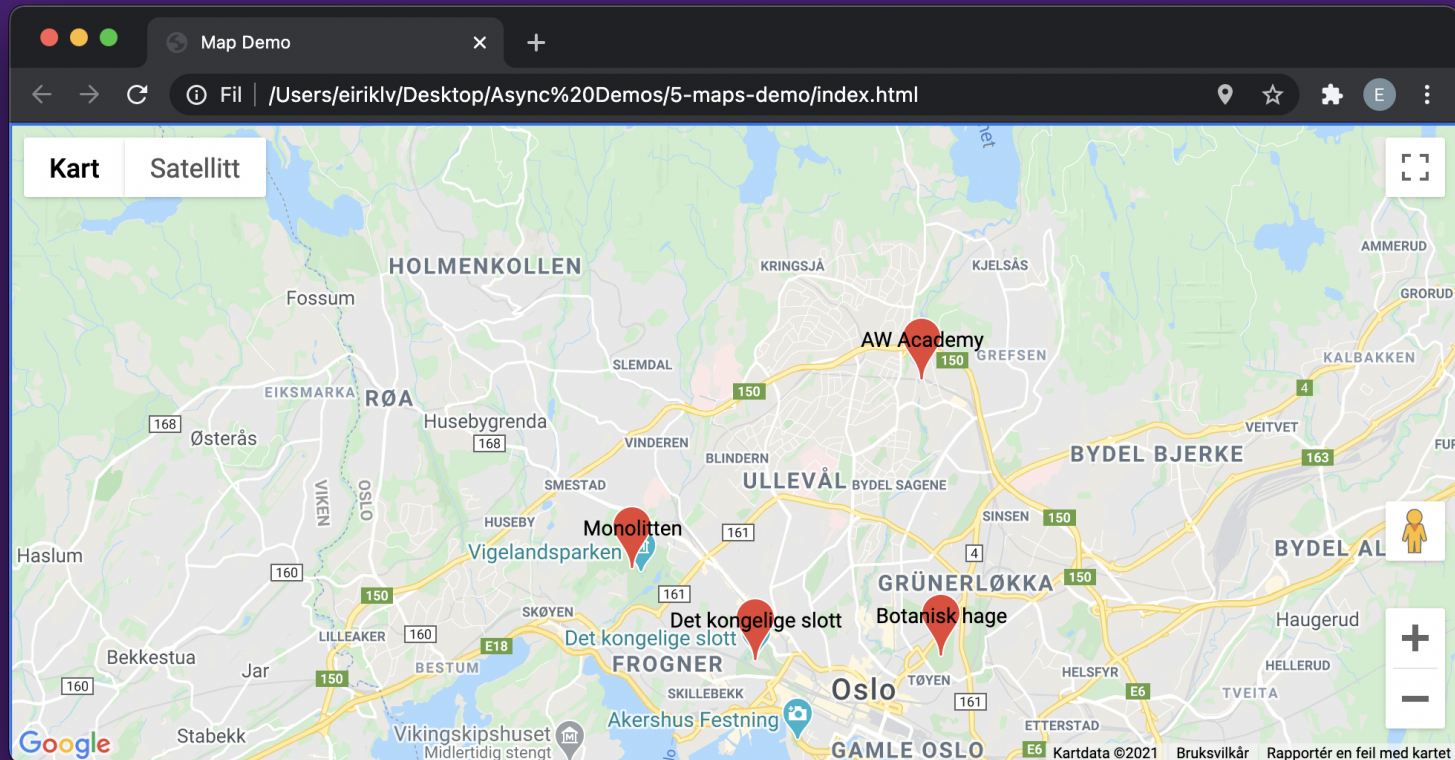 Map Demo
Fil /Users/eiriklv/Desktop/Async%20Demos/5-maps-demo/index.html
E
Kart Satellitt
net
AMMERUD
HOLMENKOLLEN
KRINGSJÅ
KJELSÅS
GRORUD
Fossum
AW Academy
150
GREFSEN
KALBAKKEN
SLEMDAL
EIKSMARKA
RØA
150
4
168
Østerås
Husebygrenda
168
VINDEREN
VEITVET
FUR
BLINDERN
BYDEL BJERKE
163
ULLEVÅL
BYDEL SAGENE
SMESTAD
VIKEN
OSLO
HUSEBY
Monolitten
161
SINSEN
150
Haslum
Vigelandsparken
4
BYDEL AL
160
150
161
GRÜNERLØKKA
150
SKØYEN
Det kongelige slott
Botanisk hage
Haugerud
LILLEAKER
160
E18
Det kongelige slott
Bekkestua
Jar
BESTUM
FROGNER
HELLERUD
160
150
SKILLEBEKK
Oslo
TØYEN
161
HELSFYR
E6
TVEITA
Akershus Festning
ETTERSTAD
Stabekk
Vikingskipshuset
Midlertidig stengt
GAMLE OSLO
E6
Google
Kartdata ©2021 Bruksvilkår Rapportér en feil med kartet